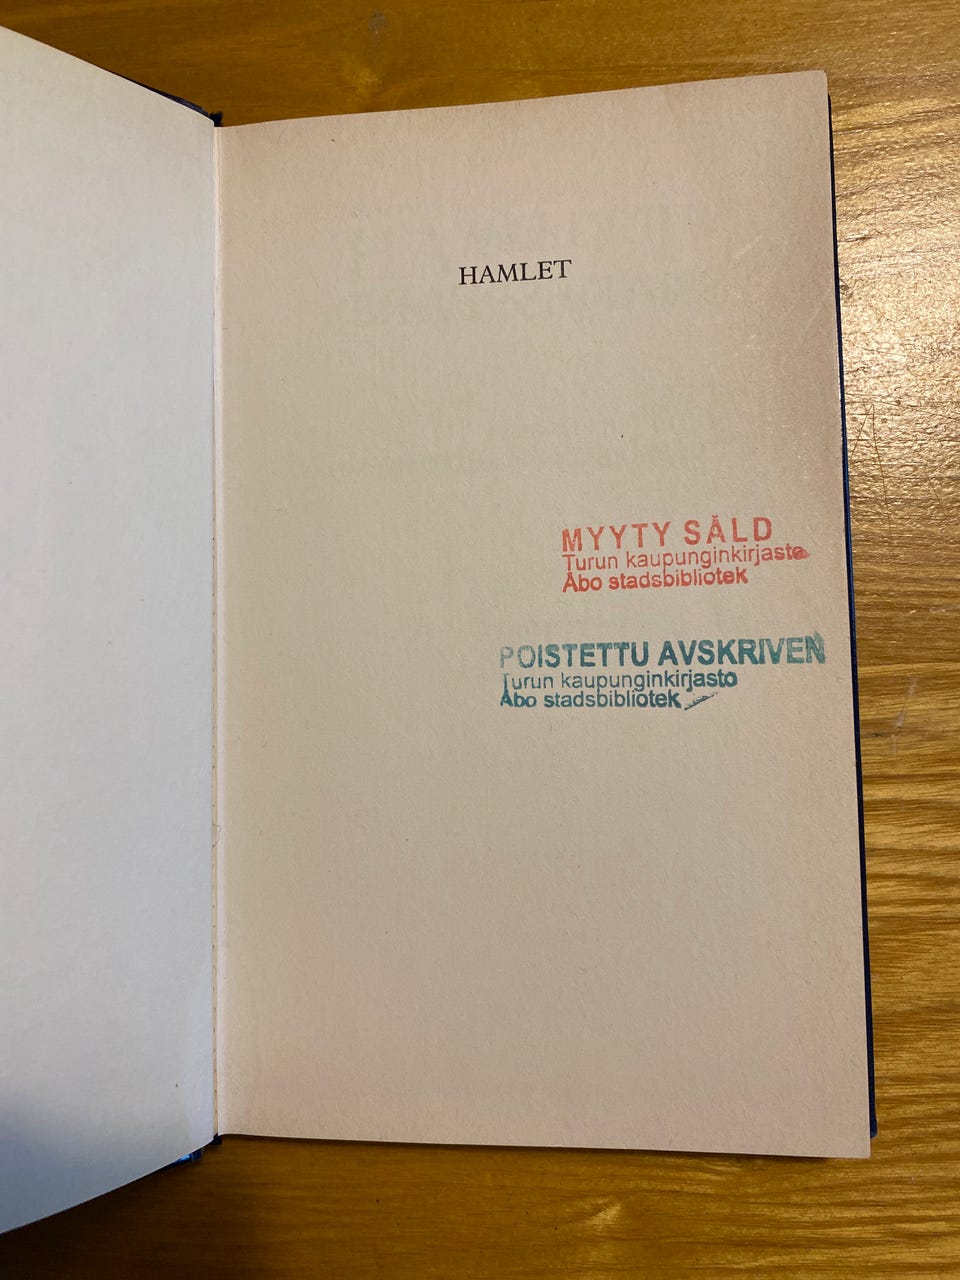 HAMLET
MYYTY SÅLD
Turun kaupunginkirjasto
Åbo stadsbibliotek
POISTETTU AVSKRIVEN
Turun kaupunginkirjasto
Åbo stadsbibliotek